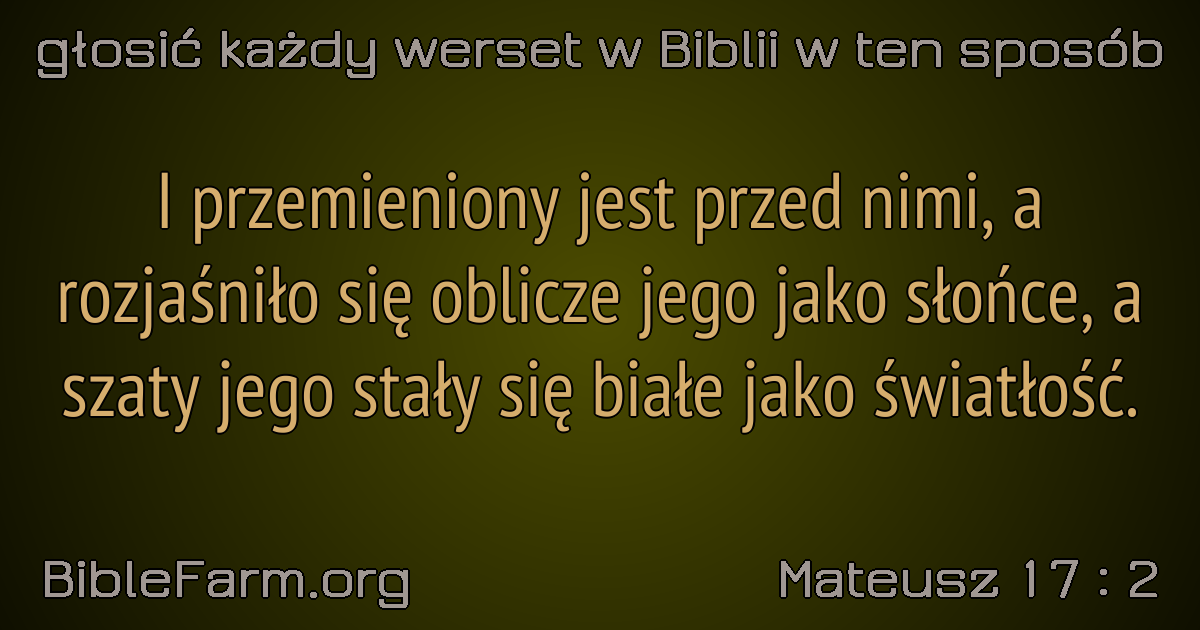 głosić każdy werset w Biblii w ten sposób
I przemieniony jest przed nimi, a
rozjaśniło się oblicze jego jako słońce, a
szaty jego stały się białe jako światłość.
BibleFarm.org
Mateusz 17 : 2